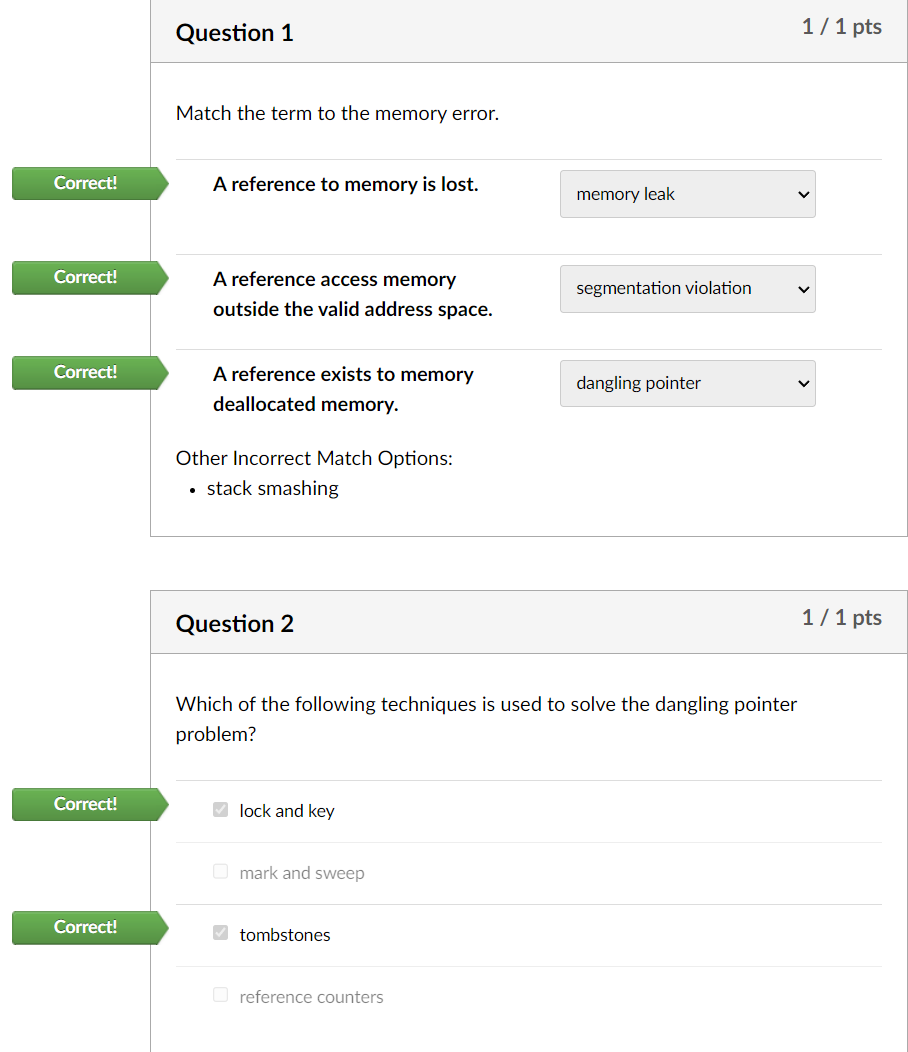 Question 1
1 / 1 pts
Match the term to the memory error.
Correct!
A reference to memory is lost.
memory leak
Correct!
A reference access memory
outside the valid address space.
segmentation violation
Correct!
A reference exists to memory
deallocated memory.
dangling pointer
Other Incorrect Match Options:
• stack smashing
Question 2
1 / 1 pts
Which of the following techniques is used to solve the dangling pointer
problem?
Correct!
lock and key
mark and sweep
Correct!
tombstones
reference counters